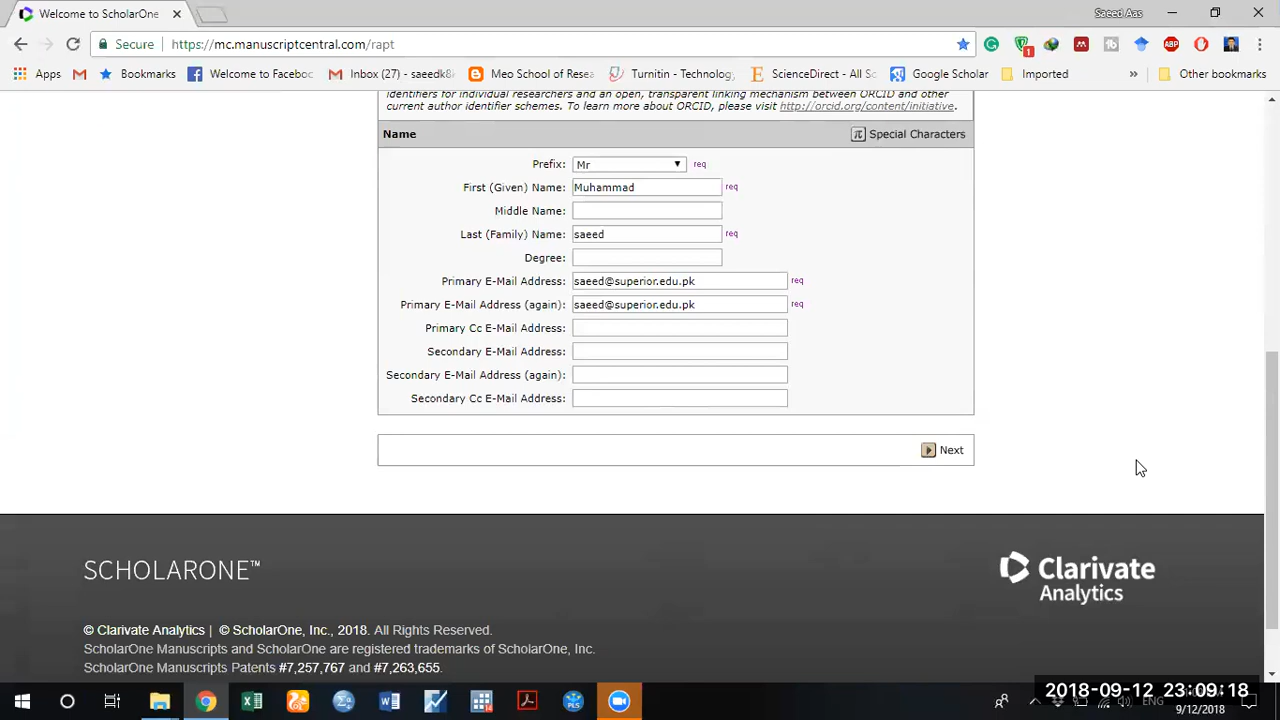 Welcome to ScholarOne
Saeed Aas
Secure | https://mc.manuscriptcentral.com/rapt
1
ABP
Apps
Bookmarks
Welcome to Faceboo
Inbox (27) - saeedk8
Meo School of Resea
Turnitin - Technolog
ScienceDirect - All S
Google Scholar
Imported
»
Other bookmarks
identifiers for individual researchers and an open, transparent linking mechanism between ORCID and other
current author identifier schemes. To learn more about ORCID, please visit http://orcid.org/content/initiative.
Name
Special Characters
Prefix: Mr req
First (Given) Name: Muhammad req
Middle Name:
Last (Family) Name: saeed req
Degree:
Primary E-Mail Address: saeed@superior.edu.pk req
Primary E-Mail Address (again): saeed@superior.edu.pk req
Primary Cc E-Mail Address:
Secondary E-Mail Address:
Secondary E-Mail Address (again):
Secondary Cc E-Mail Address:
Next
SCHOLARONE™
Clarivate
Analytics
© Clarivate Analytics | © ScholarOne, Inc., 2018. All Rights Reserved.
ScholarOne Manuscripts and ScholarOne are registered trademarks of ScholarOne, Inc.
ScholarOne Manuscripts Patents #7,257,767 and #7,263,655.
2018-09-12 23:09:18
ENG
9/12/2018